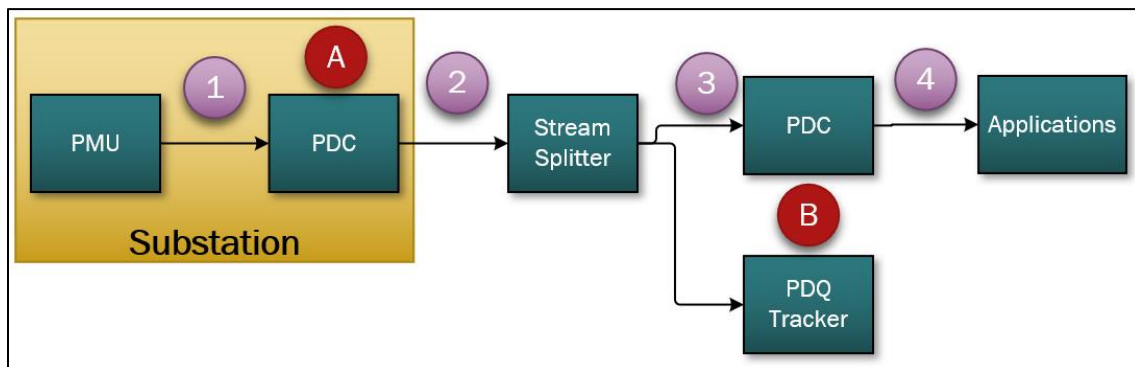 A
1
2
3
4
PMU
PDC
Stream
Splitter
PDC
Applications
B
Substation
PDQ
Tracker